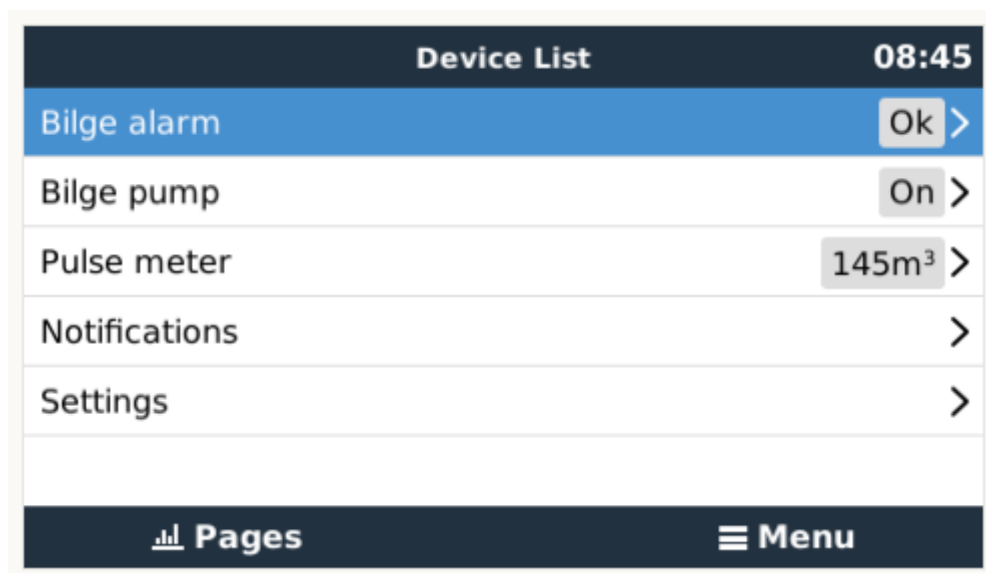 Device List 08:45
Bilge alarm Ok
Bilge pump On
Pulse meter 145m³
Notifications
Settings
Pages Menu